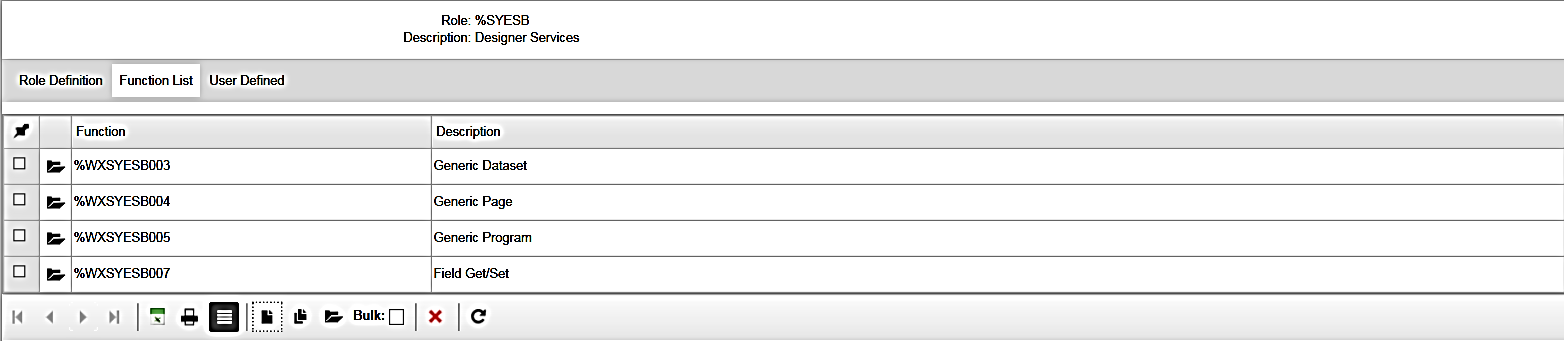 Role: %SYESB
Description: Designer Services
Role Definition Function List User Defined
Function Description
%WXSYESB003 Generic Dataset
%WXSYESB004 Generic Page
%WXSYESB005 Generic Program
%WXSYESB007 Field Get/Set
Bulk: